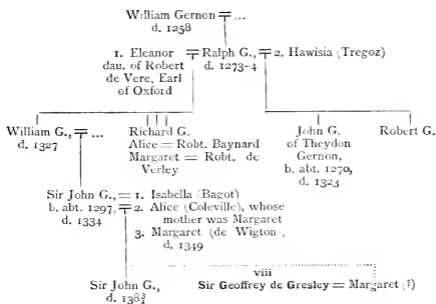 William Gernon = ...
d. 1258
1. Eleanor = Ralph G., = 2. Hawisia (Tregoz)
dau. of Robert d. 1273-4
de Vere, Earl
of Oxford
William G., = ... Richard G. John G. Robert G.
d. 1327 Alice = Robt. Baynard of Theydon
Margaret = Robt. de Gernon,
Verley b. abt. 1270,
d. 1323
Sir John G., = 1. Isabella (Bagot)
b. abt. 1297, = 2. Alice (Coleville), whose
d. 1334 mother was Margaret
3. Margaret (de Wigton),
d. 1349
viii
Sir John G., Sir Geoffrey de Gresley = Margaret (?)
d. 138¾